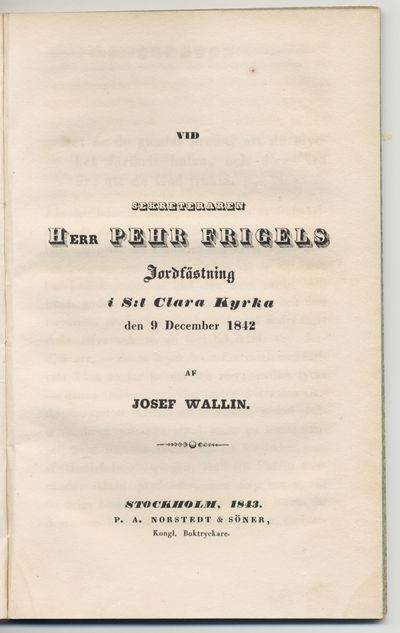 VID
SEKRETERAREN
HERR PEHR FRIGELS
Jordfästning
i S:t Clara Kyrka
den 9 December 1842
AF
JOSEF WALLIN.
STOCKHOLM, 1843.
P. A. NORSTEDT & SÖNER,
Kongl. Boktryckare.